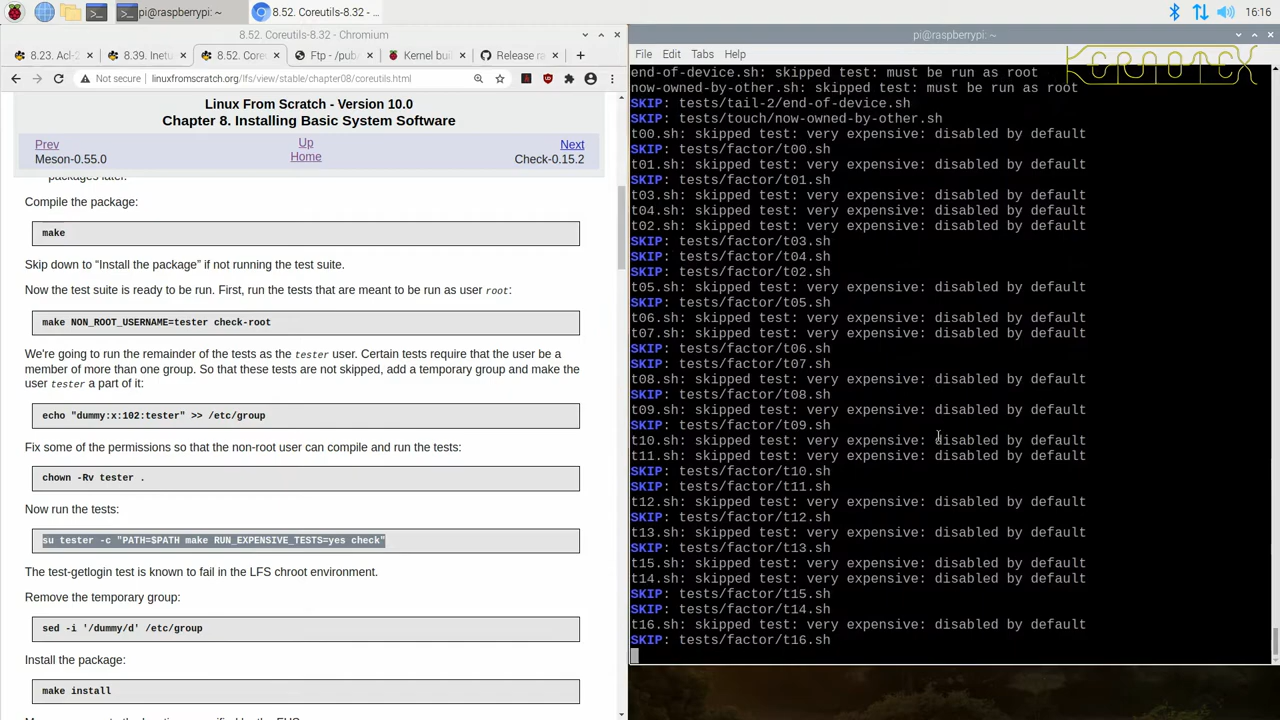 pi@raspberrypi: ~
8.52. Coreutils-8.32 - ...
16:16
8.52. Coreutils-8.32 - Chromium
8.23. Acl-2
8.39. Inetu
8.52. Core
Ftp - /pub/
Kernel buil
Release ra
Not secure
linuxfromscratch.org/lfs/view/stable/chapter08/coreutils.html
Linux From Scratch - Version 10.0
Chapter 8. Installing Basic System Software
Prev
Up
Next
Meson-0.55.0
Home
Check-0.15.2
packages later.
Compile the package:
make
Skip down to “Install the package” if not running the test suite.
Now the test suite is ready to be run. First, run the tests that are meant to be run as user root:
make NON_ROOT_USERNAME=tester check-root
We're going to run the remainder of the tests as the tester user. Certain tests require that the user be a
member of more than one group. So that these tests are not skipped, add a temporary group and make the
user tester a part of it:
echo "dummy:x:102:tester" >> /etc/group
Fix some of the permissions so that the non-root user can compile and run the tests:
chown -Rv tester .
Now run the tests:
su tester -c "PATH=$PATH make RUN_EXPENSIVE_TESTS=yes check"
The test-getlogin test is known to fail in the LFS chroot environment.
Remove the temporary group:
sed -i '/dummy/d' /etc/group
Install the package:
make install
pi@raspberrypi: ~
File Edit Tabs Help
end-of-device.sh: skipped test: must be run as root
now-owned-by-other.sh: skipped test: must be run as root
SKIP: tests/tail-2/end-of-device.sh
SKIP: tests/touch/now-owned-by-other.sh
t00.sh: skipped test: very expensive: disabled by default
SKIP: tests/factor/t00.sh
t01.sh: skipped test: very expensive: disabled by default
SKIP: tests/factor/t01.sh
t03.sh: skipped test: very expensive: disabled by default
t04.sh: skipped test: very expensive: disabled by default
t02.sh: skipped test: very expensive: disabled by default
SKIP: tests/factor/t03.sh
SKIP: tests/factor/t04.sh
SKIP: tests/factor/t02.sh
t05.sh: skipped test: very expensive: disabled by default
SKIP: tests/factor/t05.sh
t06.sh: skipped test: very expensive: disabled by default
t07.sh: skipped test: very expensive: disabled by default
SKIP: tests/factor/t06.sh
SKIP: tests/factor/t07.sh
t08.sh: skipped test: very expensive: disabled by default
SKIP: tests/factor/t08.sh
t09.sh: skipped test: very expensive: disabled by default
SKIP: tests/factor/t09.sh
t10.sh: skipped test: very expensive: disabled by default
t11.sh: skipped test: very expensive: disabled by default
SKIP: tests/factor/t10.sh
SKIP: tests/factor/t11.sh
t12.sh: skipped test: very expensive: disabled by default
SKIP: tests/factor/t12.sh
t13.sh: skipped test: very expensive: disabled by default
SKIP: tests/factor/t13.sh
t15.sh: skipped test: very expensive: disabled by default
t14.sh: skipped test: very expensive: disabled by default
SKIP: tests/factor/t15.sh
SKIP: tests/factor/t14.sh
t16.sh: skipped test: very expensive: disabled by default
SKIP: tests/factor/t16.sh